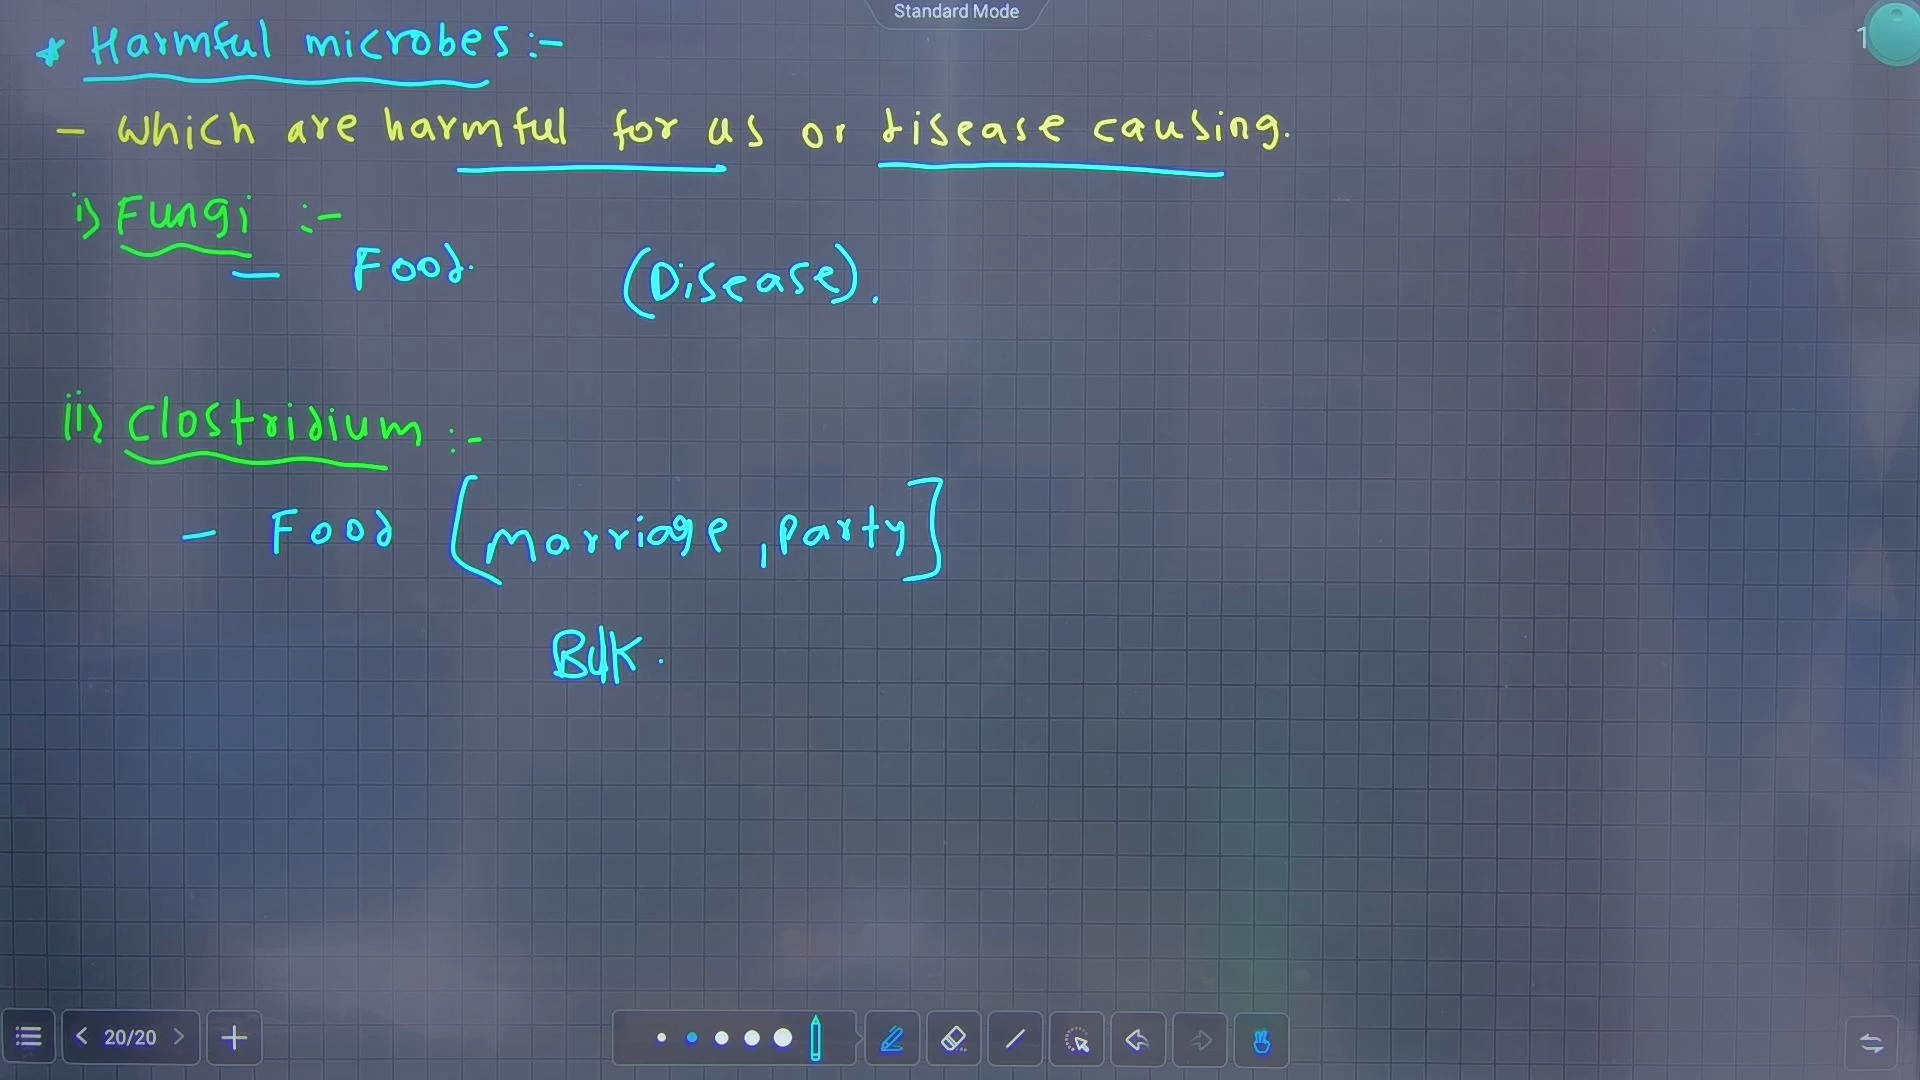 Standard Mode
1
* Harmful microbes :-
- which are harmful for us or disease causing.
i) Fungi :-
- Food. (Disease).
ii) Clostridium :-
- Food [marriage, party]
Bulk.
20/20